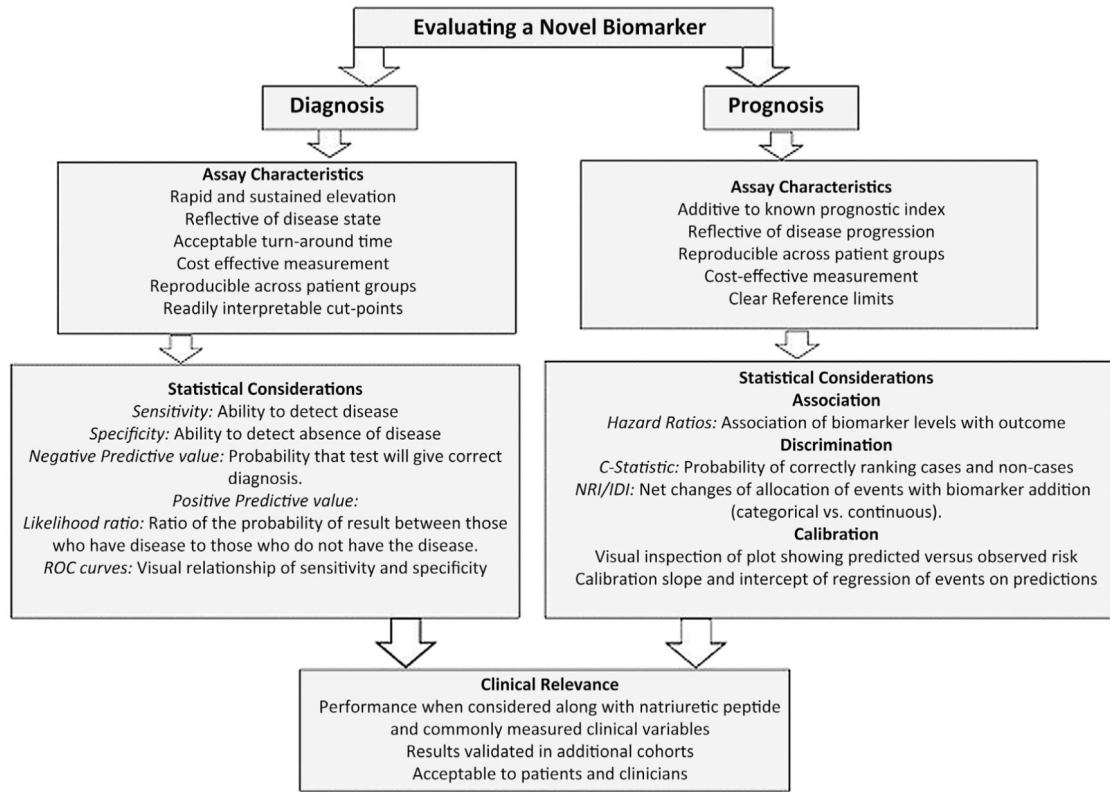 Evaluating a Novel Biomarker
Diagnosis
Assay Characteristics
Rapid and sustained elevation
Reflective of disease state
Acceptable turn-around time
Cost effective measurement
Reproducible across patient groups
Readily interpretable cut-points
Statistical Considerations
Sensitivity: Ability to detect disease
Specificity: Ability to detect absence of disease
Negative Predictive value: Probability that test will give correct
diagnosis.
Positive Predictive value:
Likelihood ratio: Ratio of the probability of result between those
who have disease to those who do not have the disease.
ROC curves: Visual relationship of sensitivity and specificity
Prognosis
Assay Characteristics
Additive to known prognostic index
Reflective of disease progression
Reproducible across patient groups
Cost-effective measurement
Clear Reference limits
Statistical Considerations
Association
Hazard Ratios: Association of biomarker levels with outcome
Discrimination
C-Statistic: Probability of correctly ranking cases and non-cases
NRI/IDI: Net changes of allocation of events with biomarker addition
(categorical vs. continuous).
Calibration
Visual inspection of plot showing predicted versus observed risk
Calibration slope and intercept of regression of events on predictions
Clinical Relevance
Performance when considered along with natriuretic peptide
and commonly measured clinical variables
Results validated in additional cohorts
Acceptable to patients and clinicians